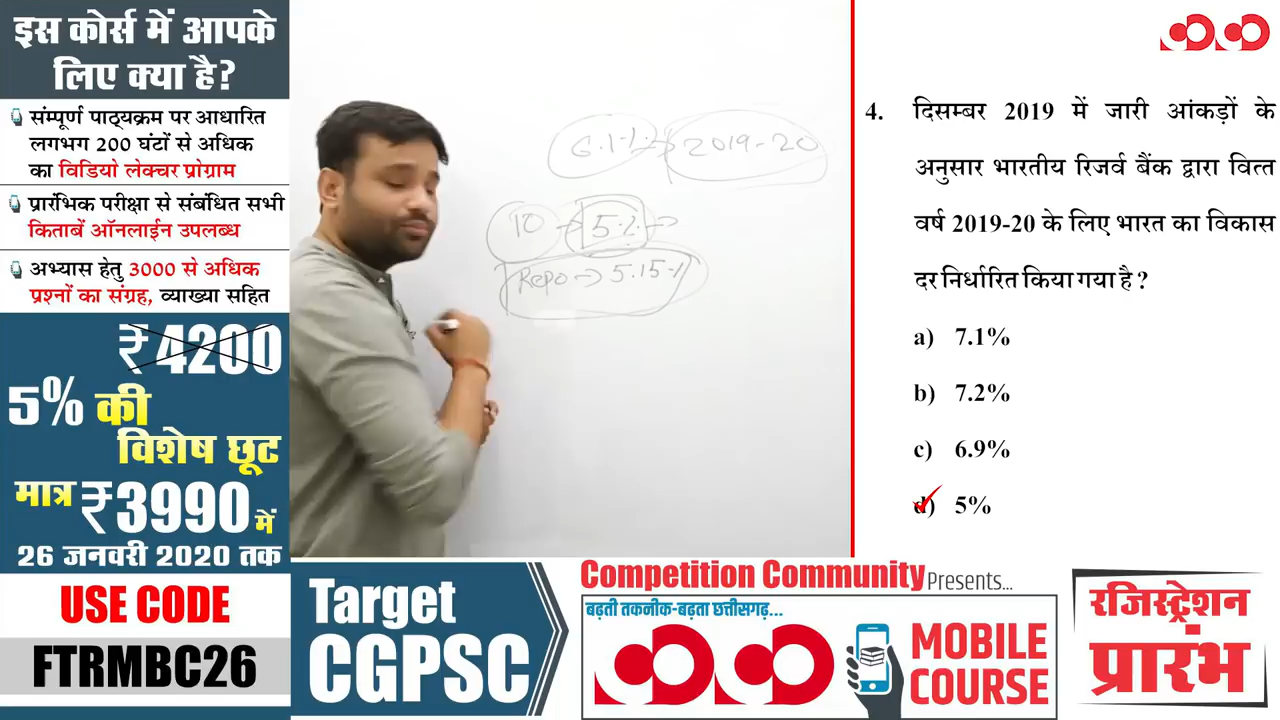 इस कोर्स में आपके
लिए क्या है?
संपूर्ण पाठ्यक्रम पर आधारित
लगभग 200 घंटों से अधिक
का विडियो लेक्चर प्रोग्राम
प्रारंभिक परीक्षा से संबंधित सभी
किताबें ऑनलाईन उपलब्ध
अभ्यास हेतु 3000 से अधिक
प्रश्नों का संग्रह, व्याख्या सहित
₹4200
5% की
विशेष छूट
मात्र ₹3990 में
26 जनवरी 2020 तक
USE CODE
FTRMBC26
6.1% → 2019-20
10 → 5% →
Repo → 5.15%
4. दिसम्बर 2019 में जारी आंकड़ों के
अनुसार भारतीय रिजर्व बैंक द्वारा वित्त
वर्ष 2019-20 के लिए भारत का विकास
दर निर्धारित किया गया है ?
a) 7.1%
b) 7.2%
c) 6.9%
d) 5%
Target
CGPSC
Competition Community Presents...
बढ़ती तकनीक-बढ़ता छत्तीसगढ़...
MOBILE
COURSE
रजिस्ट्रेशन
प्रारंभ